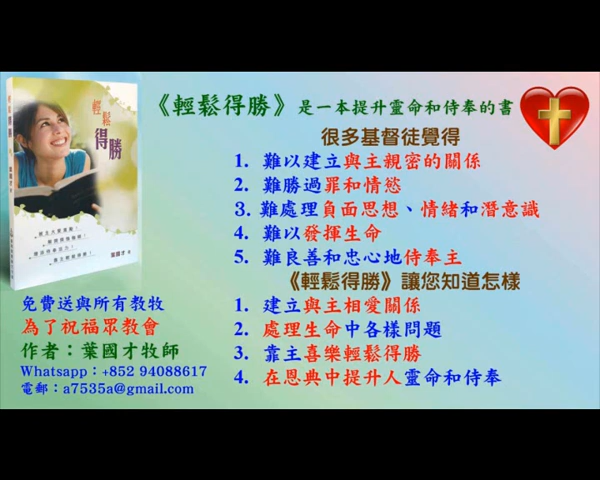 輕鬆
得勝
葉國才 著
《輕鬆得勝》是一本提升靈命和侍奉的書
很多基督徒覺得
1. 難以建立與主親密的關係
2. 難勝過罪和情慾
3. 難處理負面思想、情緒和潛意識
4. 難以發揮生命
5. 難良善和忠心地侍奉主
《輕鬆得勝》讓您知道怎樣
1. 建立與主相愛關係
2. 處理生命中各樣問題
3. 靠主喜樂輕鬆得勝
4. 在恩典中提升人靈命和侍奉
免費送與所有教牧
為了祝福眾教會
作者：葉國才牧師
Whatsapp：+852 94088617
電郵：a7535a@gmail.com